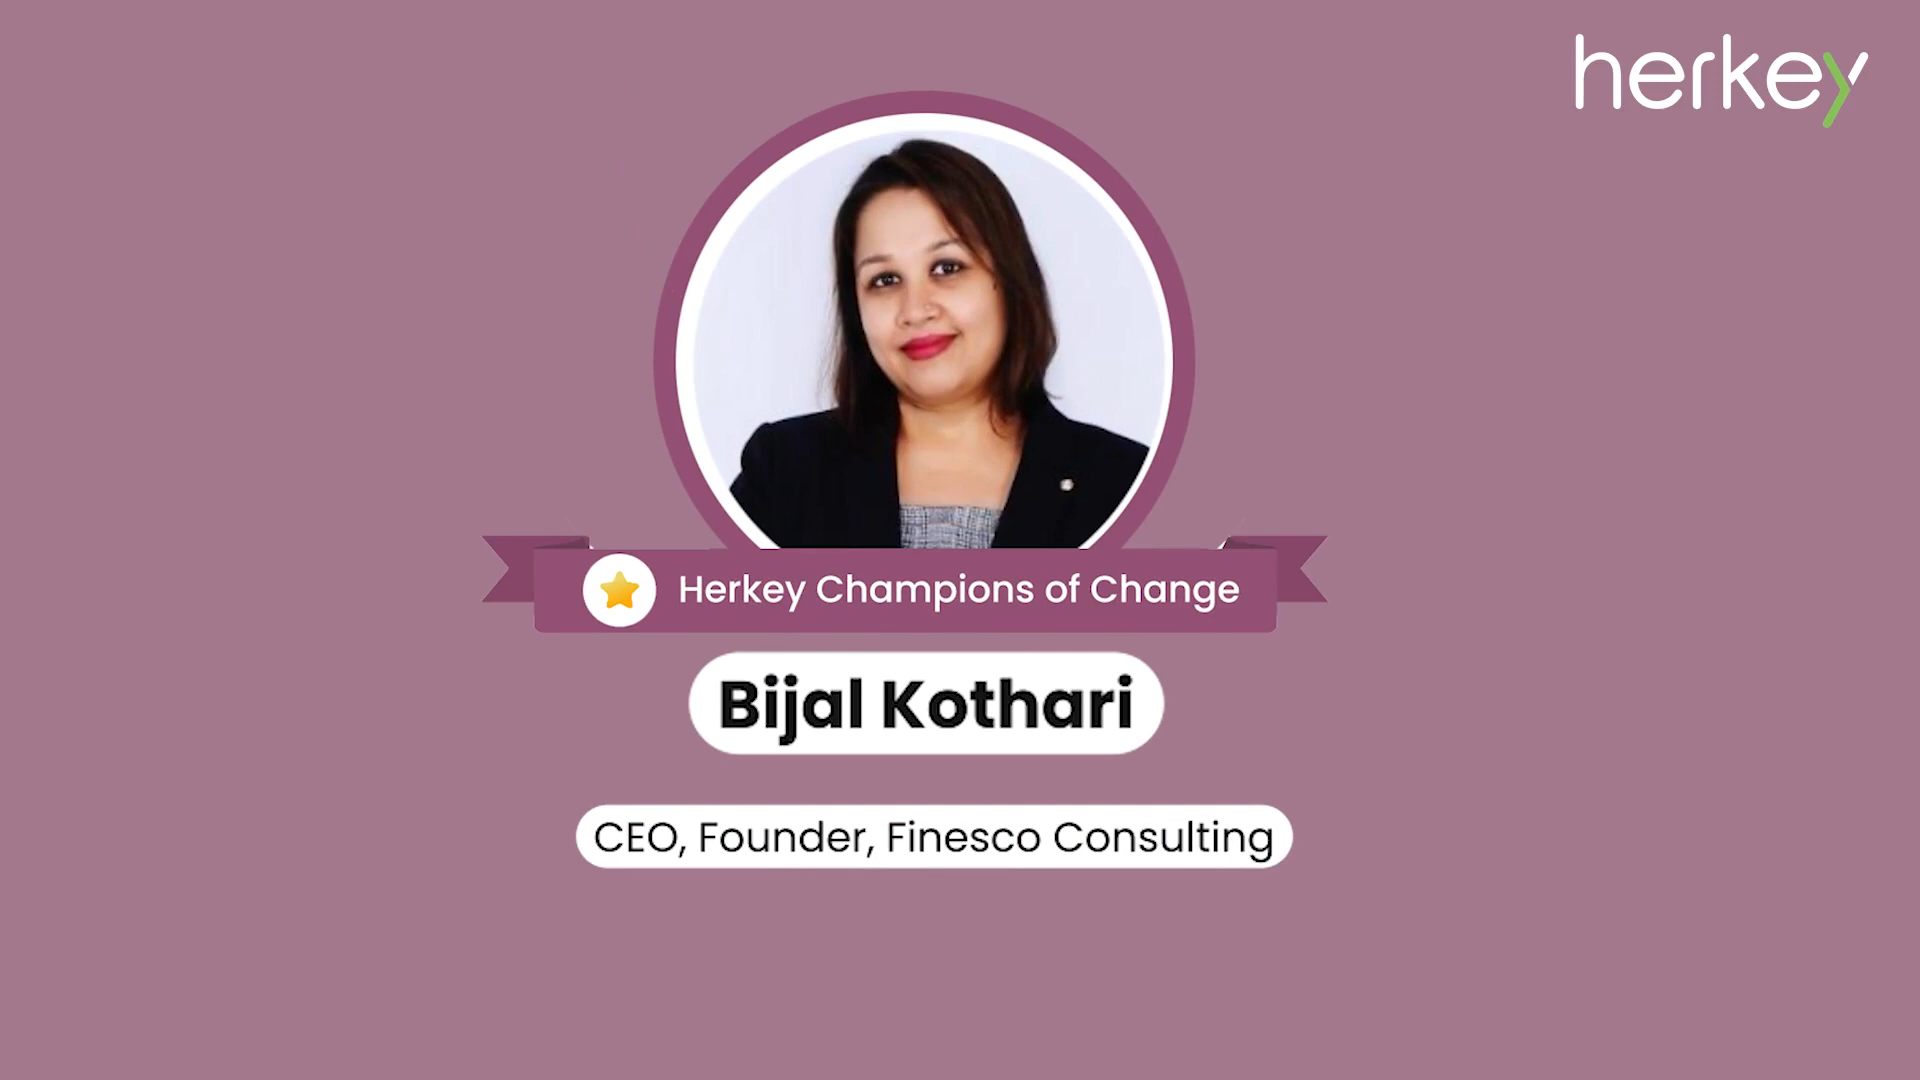 herkey
Herkey Champions of Change
Bijal Kothari
CEO, Founder, Finesco Consulting